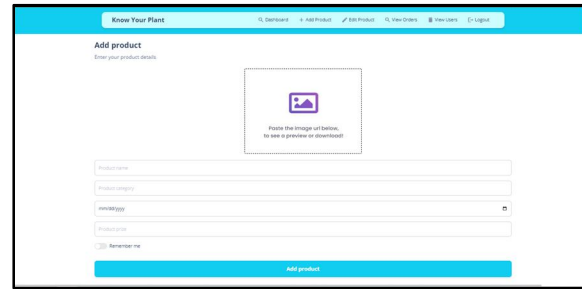 Know Your Plant
Dashboard + Add Product Edit Product View Orders View Users Logout
Add product
Enter your product details
Paste the image url below,
to see a preview or download!
Product name
Product category
mm/dd/yyyy
Product price
Remember me
Add product